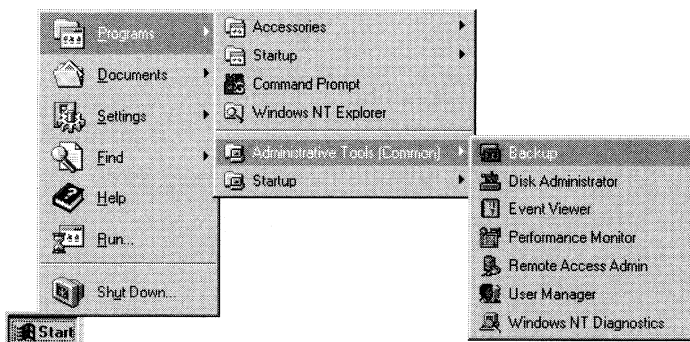 Programs
Documents
Settings
Find
Help
Run...
Shut Down...
Start
Accessories
Startup
Command Prompt
Windows NT Explorer
Administrative Tools (Common)
Startup
Backup
Disk Administrator
Event Viewer
Performance Monitor
Remote Access Admin
User Manager
Windows NT Diagnostics